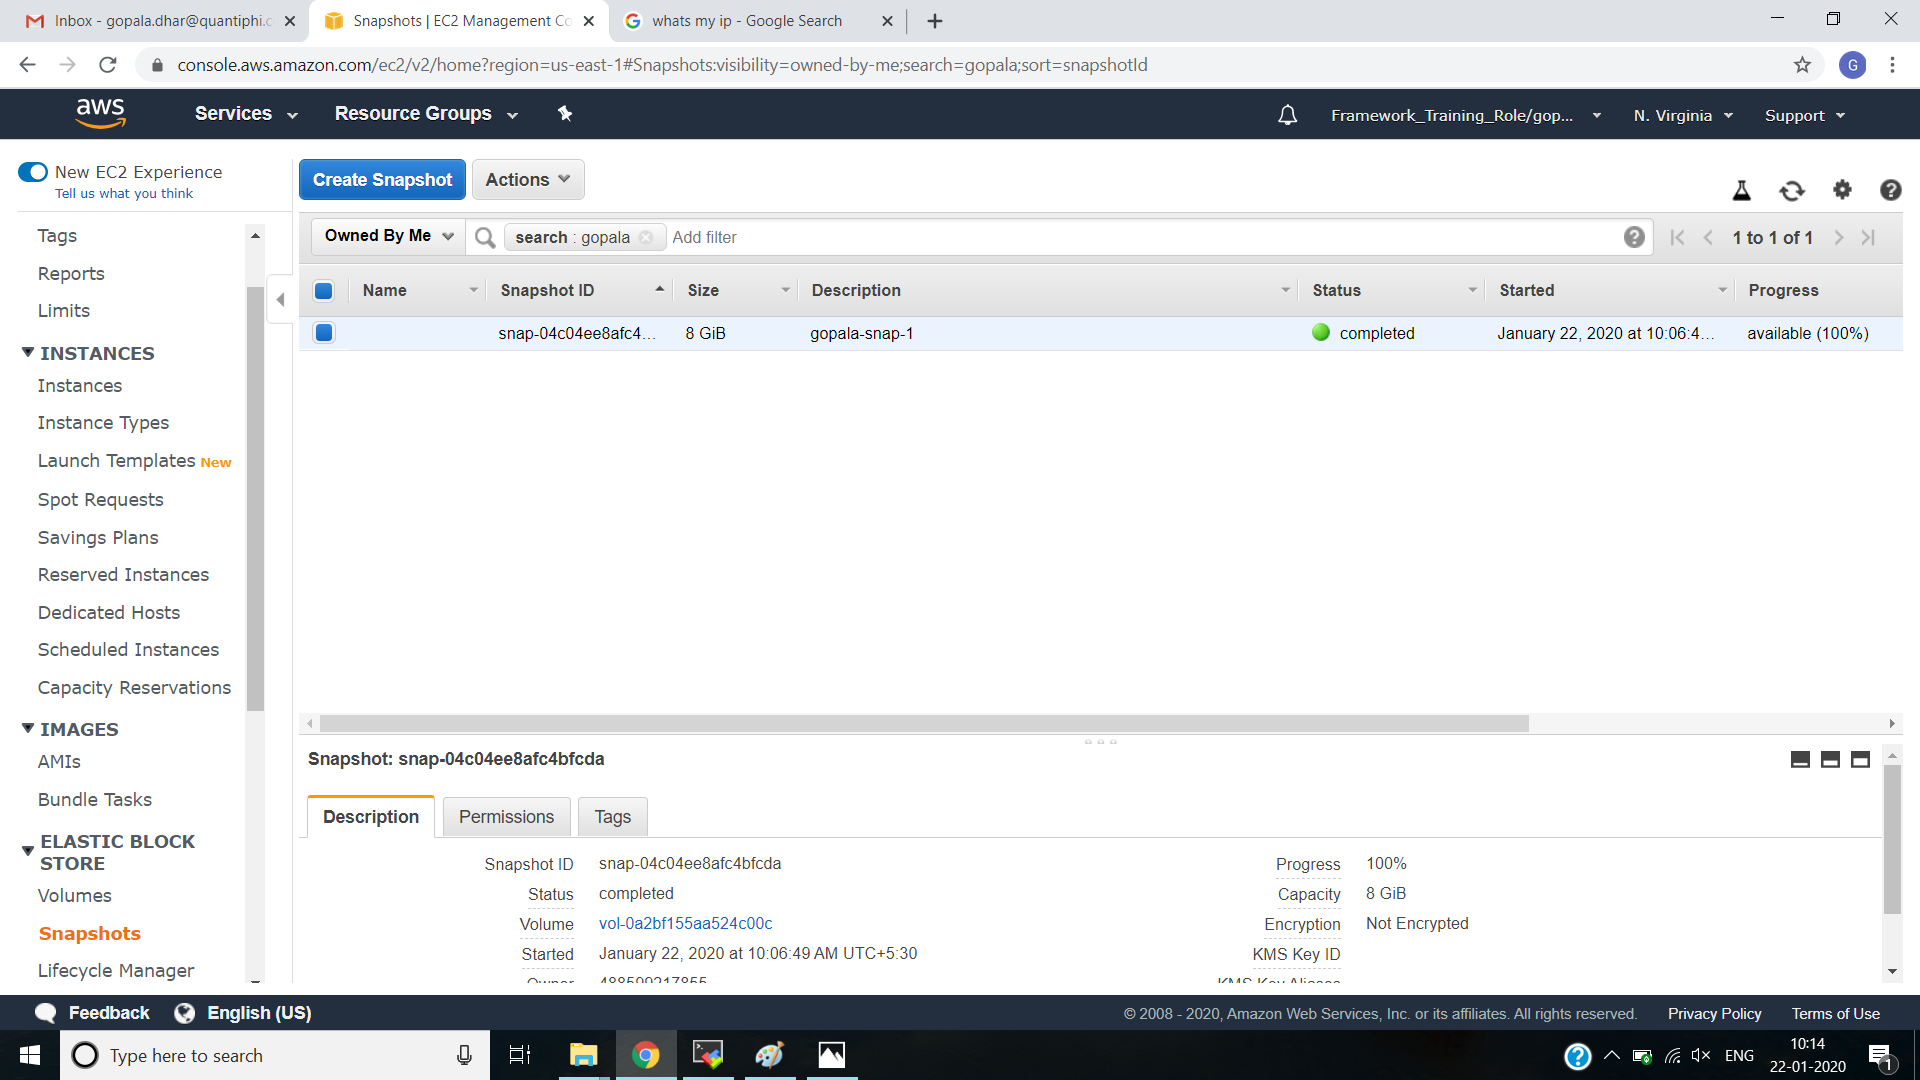 Inbox - gopala.dhar@quantiphi.c
Snapshots | EC2 Management Co
whats my ip - Google Search
console.aws.amazon.com/ec2/v2/home?region=us-east-1#Snapshots:visibility=owned-by-me;search=gopala;sort=snapshotId
G
aws
Services
Resource Groups
Framework_Training_Role/gop...
N. Virginia
Support
New EC2 Experience
Tell us what you think
Tags
Reports
Limits
INSTANCES
Instances
Instance Types
Launch Templates New
Spot Requests
Savings Plans
Reserved Instances
Dedicated Hosts
Scheduled Instances
Capacity Reservations
IMAGES
AMIs
Bundle Tasks
ELASTIC BLOCK
STORE
Volumes
Snapshots
Lifecycle Manager
Create Snapshot
Actions
Owned By Me
search : gopala
Add filter
1 to 1 of 1
Name Snapshot ID Size Description Status Started Progress
snap-04c04ee8afc4... 8 GiB gopala-snap-1 completed January 22, 2020 at 10:06:4... available (100%)
Snapshot: snap-04c04ee8afc4bfcda
Description Permissions Tags
Snapshot ID snap-04c04ee8afc4bfcda Progress 100%
Status completed Capacity 8 GiB
Volume vol-0a2bf155aa524c00c Encryption Not Encrypted
Started January 22, 2020 at 10:06:49 AM UTC+5:30 KMS Key ID
Owner 488599217855 KMS Key Aliases
Feedback English (US)
© 2008 - 2020, Amazon Web Services, Inc. or its affiliates. All rights reserved. Privacy Policy Terms of Use
Type here to search
ENG
10:14
22-01-2020
1